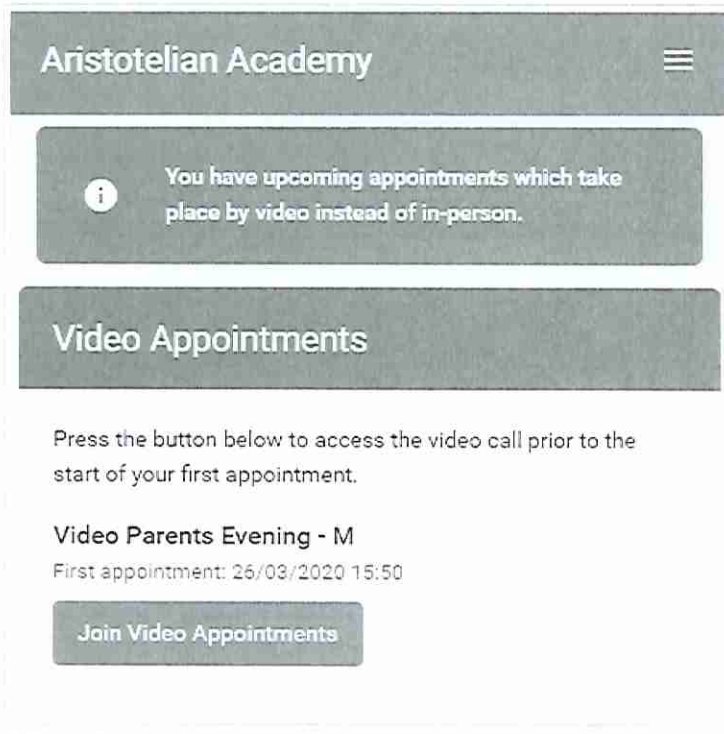 Aristotelian Academy
You have upcoming appointments which take
place by video instead of in-person.
Video Appointments
Press the button below to access the video call prior to the
start of your first appointment.
Video Parents Evening - M
First appointment: 26/03/2020 15:50
Join Video Appointments